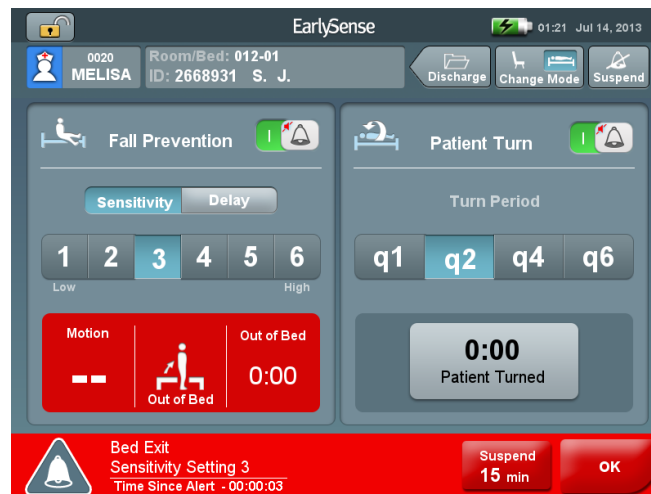 EarlySense
01:21 Jul 14, 2013
0020
MELISA
Room/Bed: 012-01
ID: 2668931 S. J.
Discharge
Change Mode
Suspend
Fall Prevention
I
Sensitivity
Delay
1 2 3 4 5 6
Low
High
Motion
--
Out of Bed
Out of Bed
0:00
Patient Turn
I
Turn Period
q1 q2 q4 q6
0:00
Patient Turned
Bed Exit
Sensitivity Setting 3
Time Since Alert - 00:00:03
Suspend
15 min
OK